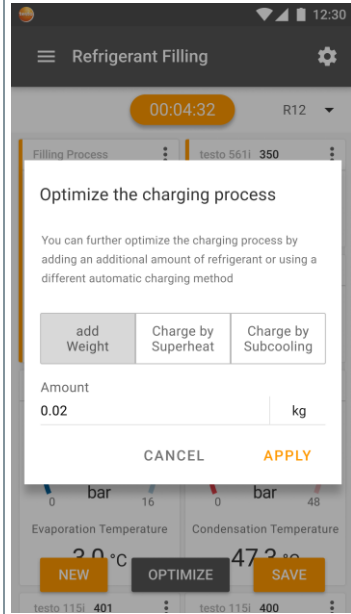 12:30
Refrigerant Filling
00:04:32 R12
Filling Process testo 561i 350
Optimize the charging process
You can further optimize the charging process by
adding an additional amount of refrigerant or using a
different automatic charging method
add Charge by Charge by
Weight Superheat Subcooling
Amount
0.02 kg
CANCEL APPLY
bar bar
0 16 0 48
Evaporation Temperature Condensation Temperature
°C 47.3 °C
NEW OPTIMIZE SAVE
testo 115i 401 testo 115i 400